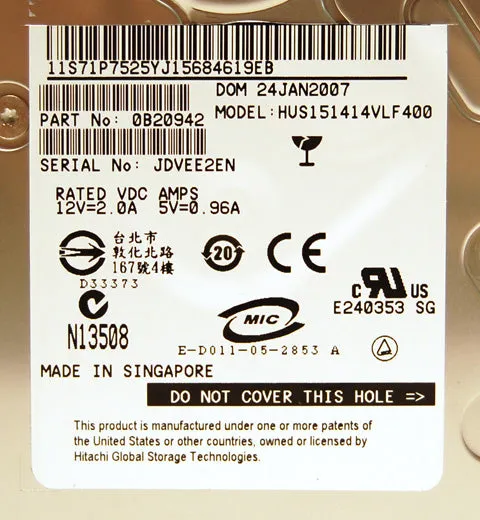 11S71P7525YJ15684619EB
DOM 24JAN2007
PART No: 0B20942
MODEL:HUS151414VLF400
SERIAL No: JDVEE2EN
RATED VDC AMPS
12V=2.0A 5V=0.96A
台北市
敦化北路
167號4樓
D33373
20
CE
C UR US
E240353 SG
N13508
MIC
E-D011-05-2853 A
MADE IN SINGAPORE
DO NOT COVER THIS HOLE =>
This product is manufactured under one or more patents of
the United States or other countries, owned or licensed by
Hitachi Global Storage Technologies.